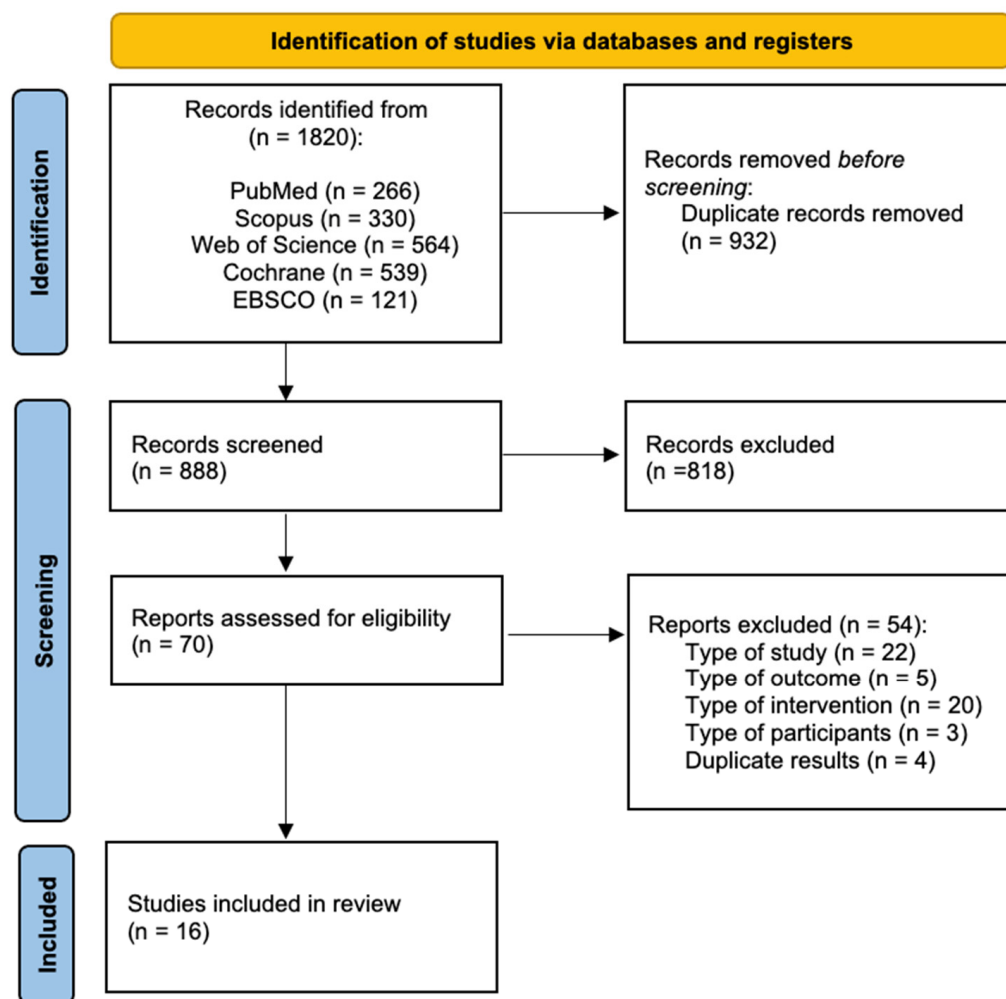 Identification of studies via databases and registers
Identification
Records identified from
(n = 1820):
PubMed (n = 266)
Scopus (n = 330)
Web of Science (n = 564)
Cochrane (n = 539)
EBSCO (n = 121)
Records removed before
screening:
Duplicate records removed
(n = 932)
Screening
Records screened
(n = 888)
Records excluded
(n =818)
Reports assessed for eligibility
(n = 70)
Reports excluded (n = 54):
Type of study (n = 22)
Type of outcome (n = 5)
Type of intervention (n = 20)
Type of participants (n = 3)
Duplicate results (n = 4)
Included
Studies included in review
(n = 16)